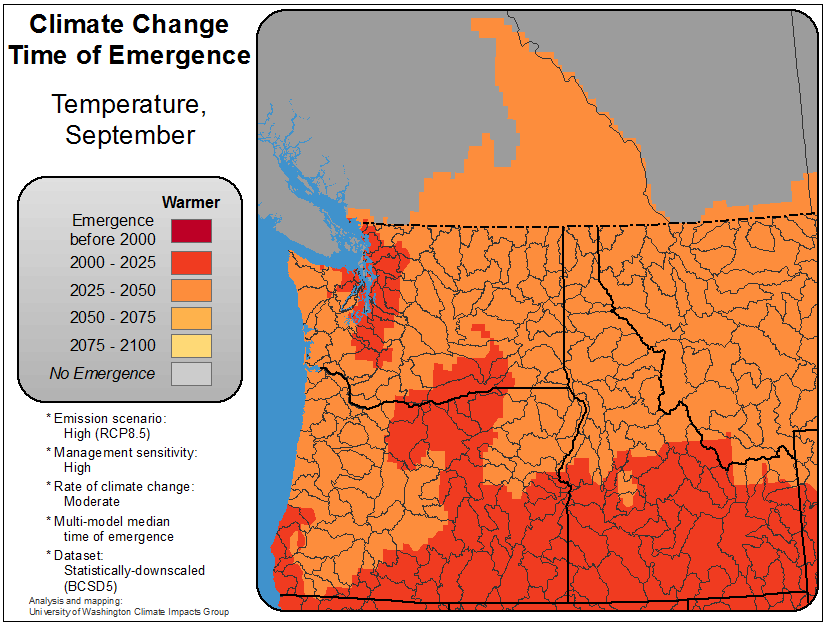 Climate Change
Time of Emergence
Temperature,
September
Warmer
Emergence
before 2000
2000 - 2025
2025 - 2050
2050 - 2075
2075 - 2100
No Emergence
* Emission scenario:
High (RCP8.5)
* Management sensitivity:
High
* Rate of climate change:
Moderate
* Multi-model median
time of emergence
* Dataset:
Statistically-downscaled
(BCSD5)
Analysis and mapping:
University of Washington Climate Impacts Group